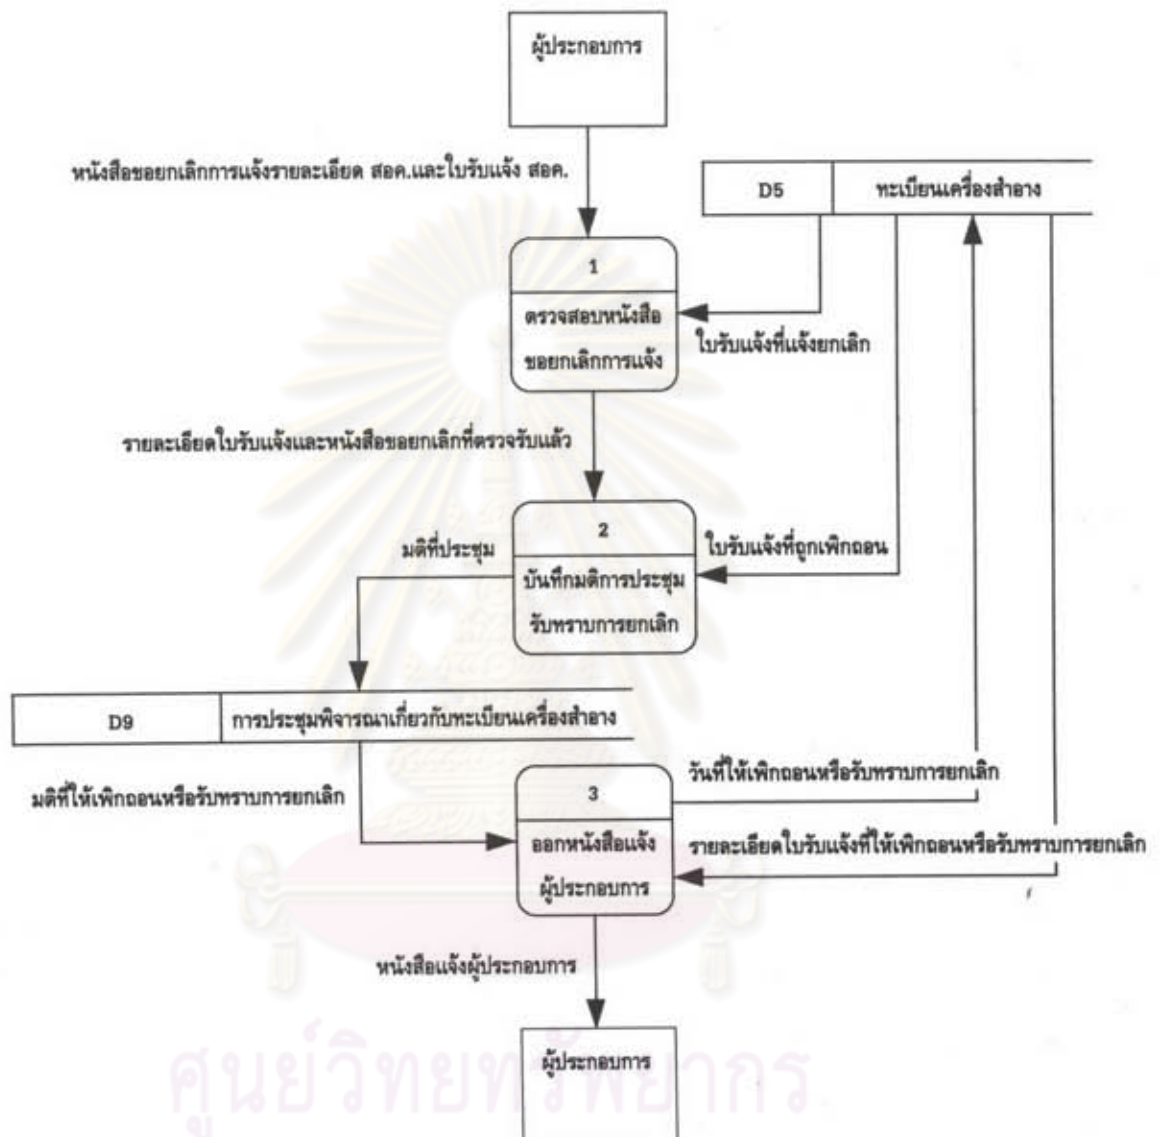 ผู้ประกอบการ
หนังสือขอยกเลิกการแจ้งรายละเอียด สอค.และใบรับแจ้ง สอค.
D5
ทะเบียนเครื่องสำอาง
1
ตรวจสอบหนังสือ
ขอยกเลิกการแจ้ง
ใบรับแจ้งที่แจ้งยกเลิก
รายละเอียดใบรับแจ้งและหนังสือขอยกเลิกที่ตรวจรับแล้ว
2
บันทึกมติการประชุม
รับทราบการยกเลิก
มติที่ประชุม
ใบรับแจ้งที่ถูกเพิกถอน
D9
การประชุมพิจารณาเกี่ยวกับทะเบียนเครื่องสำอาง
มติที่ให้เพิกถอนหรือรับทราบการยกเลิก
3
ออกหนังสือแจ้ง
ผู้ประกอบการ
วันที่ให้เพิกถอนหรือรับทราบการยกเลิก
รายละเอียดใบรับแจ้งที่ให้เพิกถอนหรือรับทราบการยกเลิก
หนังสือแจ้งผู้ประกอบการ
ผู้ประกอบการ
ศูนย์วิทยทรัพยากร